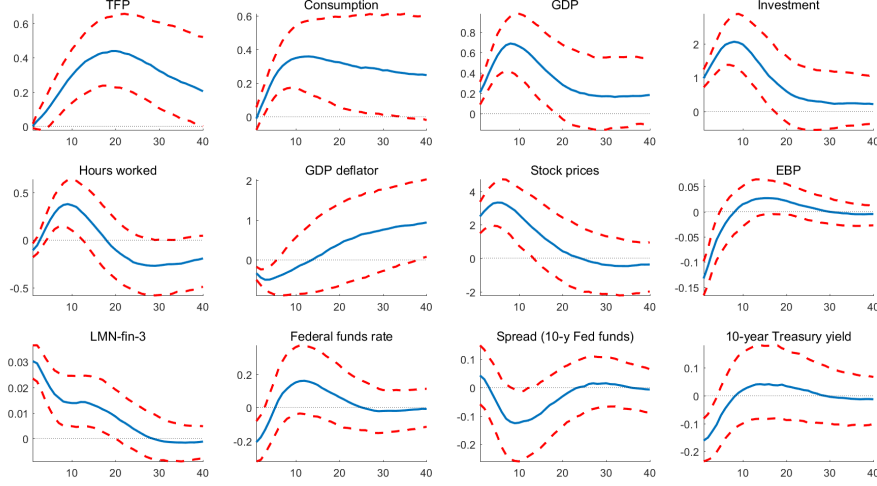 TFP Consumption GDP Investment
0.6 0.4 0.2 0 10 20 30 40
0.6 0.4 0.2 0 10 20 30 40
0.8 0.6 0.4 0.2 0 10 20 30 40
2 1 0 10 20 30 40
Hours worked GDP deflator Stock prices EBP
0.5 0 -0.5 10 20 30 40
2 1 0 10 20 30 40
4 2 0 -2 10 20 30 40
0.05 0 -0.05 -0.1 -0.15 10 20 30 40
LMN-fin-3 Federal funds rate Spread (10-y Fed funds) 10-year Treasury yield
0.03 0.02 0.01 0 10 20 30 40
0.2 0 -0.2 10 20 30 40
0.1 0 -0.1 -0.2 10 20 30 40
0.1 0 -0.1 -0.2 10 20 30 40